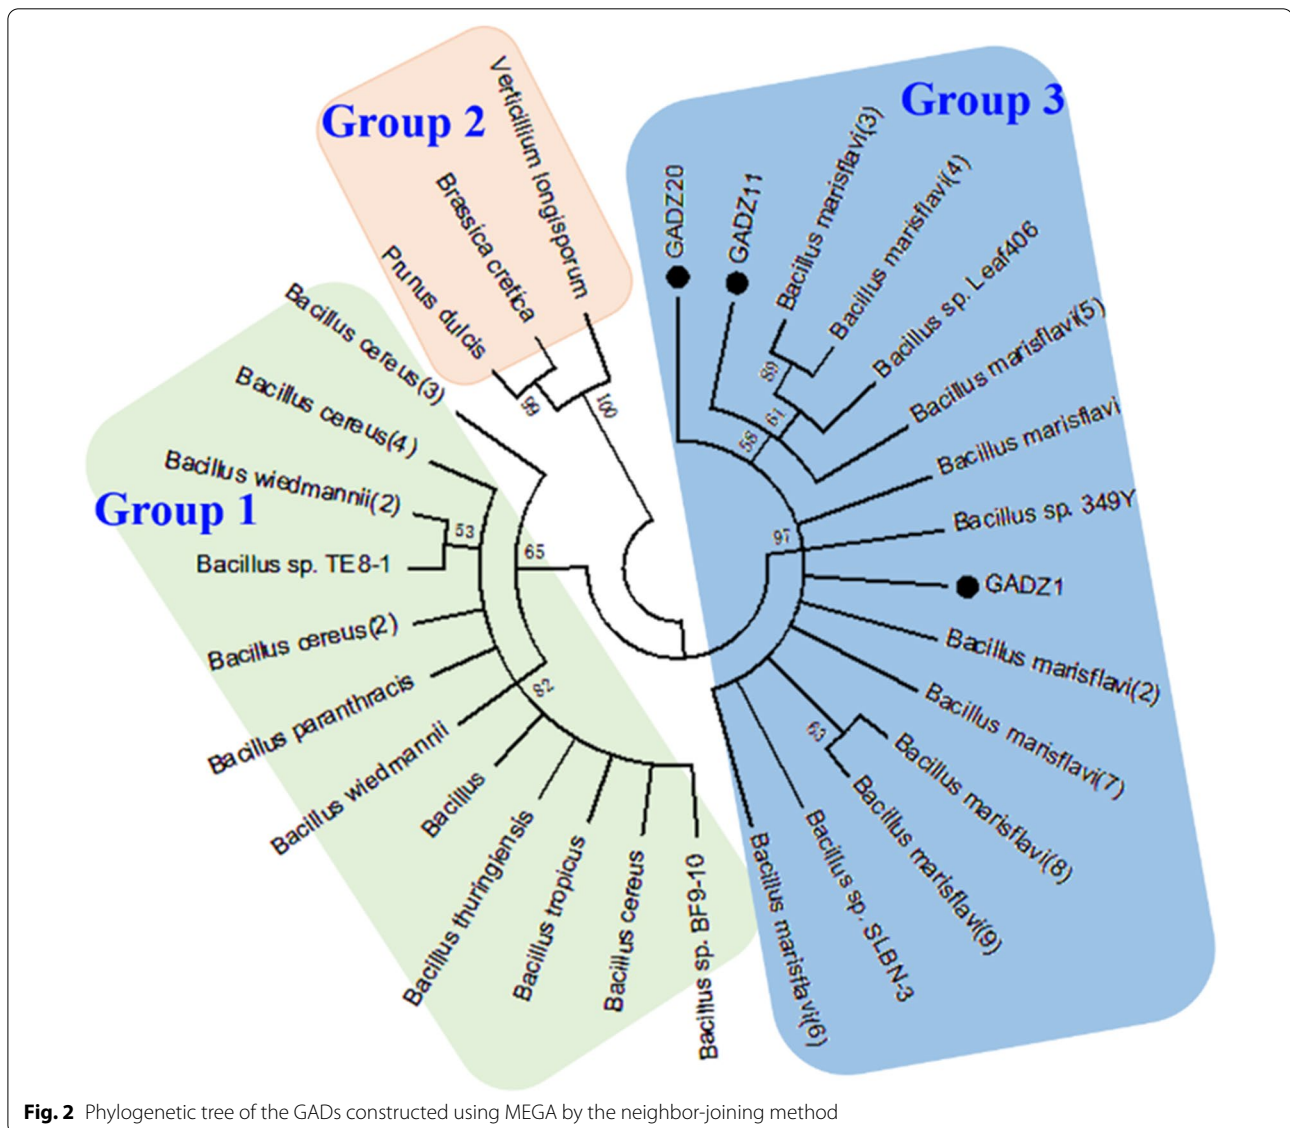 Group 2
Verticillium longisporum
Brassica cretica
Prunus dulcis
99
100
Group 3
GADZ20
GADZ11
Bacillus marisflavi(3)
Bacillus marisflavi(4)
Bacillus sp. Leaf406
Bacillus marisflavi(5)
Bacillus marisflavi
Bacillus sp. 349Y
GADZ1
Bacillus marisflavi(2)
Bacillus marisflavi(7)
Bacillus marisflavi(8)
Bacillus marisflavi(9)
Bacillus sp. SLBN-3
Bacillus marisflavi(6)
61
58
97
63
Group 1
Bacillus cereus(3)
Bacillus cereus(4)
Bacillus wiedmannii(2)
Bacillus sp. TE8-1
Bacillus cereus(2)
Bacillus paranthracis
Bacillus wiedmannii
Bacillus
Bacillus thuringiensis
Bacillus tropicus
Bacillus cereus
Bacillus sp. BF9-10
53
65
Fig. 2 Phylogenetic tree of the GADs constructed using MEGA by the neighbor-joining method